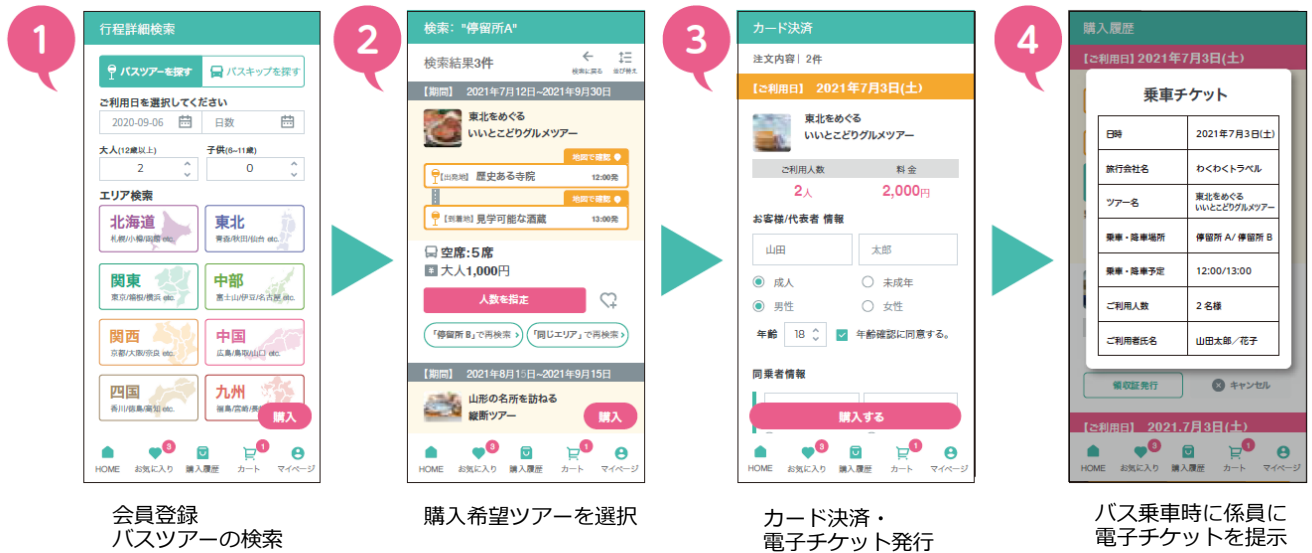 1
行程詳細検索
バスツアーを探す
バスキップを探す
ご利用日を選択してください
2020-09-06
日数
大人(12歳以上)
子供(6~11歳)
2
0
エリア検索
北海道
札幌/小樽/函館 etc.
東北
青森/秋田/仙台 etc.
関東
東京/箱根/横浜 etc.
中部
富士山/伊豆/名古屋 etc.
関西
京都/大阪/奈良 etc.
中国
広島/鳥取/山口 etc.
四国
香川/徳島/高知 etc.
九州
福島/宮崎/長
購入
3
1
HOME
お気に入り
購入履歴
カート
マイページ
会員登録
バスツアーの検索
2
検索: "停留所A"
検索結果3件
検索に戻る
並び替え
【期間】 2021年7月12日~2021年9月30日
東北をめぐる
いいとこどりグルメツアー
地図で確認
【出発地】 歴史ある寺院
12:00発
地図で確認
【到着地】 見学可能な酒蔵
13:00発
空席:5席
大人1,000円
人数を指定
「停留所 B」で再検索
「同じエリア」で再検索
【期間】 2021年8月15日~2021年9月15日
山形の名所を訪ねる
縦断ツアー
購入
3
1
HOME
お気に入り
購入履歴
カート
マイページ
購入希望ツアーを選択
3
カード決済
注文内容| 2件
【ご利用日】 2021年7月3日(土)
東北をめぐる
いいとこどりグルメツアー
ご利用人数
料 金
2人
2,000円
お客様/代表者 情報
山田
太郎
成人
未成年
男性
女性
年齢
18
年齢確認に同意する。
同乗者情報
購入する
3
1
HOME
お気に入り
購入履歴
カート
マイページ
カード決済・
電子チケット発行
4
購入履歴
【ご利用日】 2021年7月3日(土)
乗車チケット
日時
2021年7月3日(土)
旅行会社名
わくわくトラベル
ツアー名
東北をめぐる
いいとこどりグルメツアー
乗車・降車場所
停留所 A/ 停留所 B
乗車・降車予定
12:00/13:00
ご利用人数
2 名様
ご利用者氏名
山田太郎／花子
領収証発行
キャンセル
【ご利用日】 2021.7月3日(土)
3
1
HOME
お気に入り
購入履歴
カート
マイページ
バス乗車時に係員に
電子チケットを提示